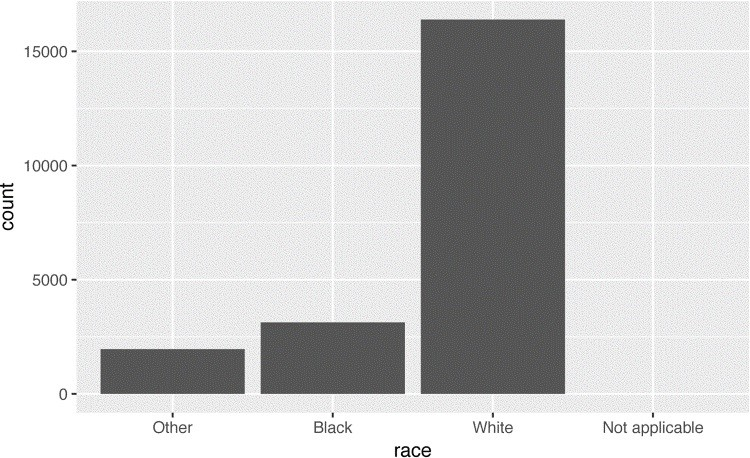 15000
10000
5000
0
count
Other Black White Not applicable
race